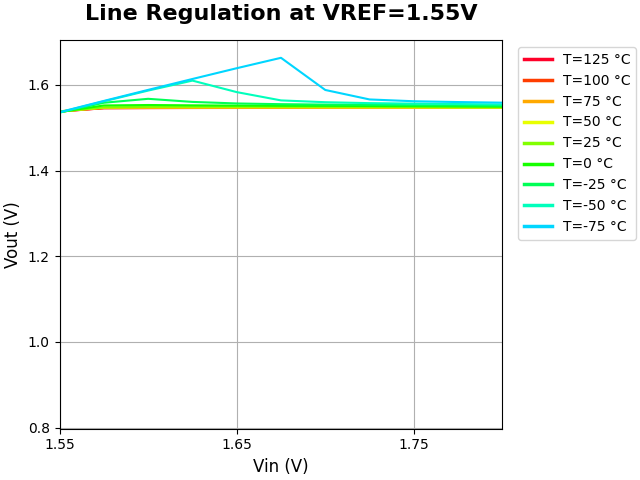 Line Regulation at VREF=1.55V
Vout (V)
1.6
1.4
1.2
1.0
0.8
1.55
1.65
1.75
Vin (V)
T=125 °C
T=100 °C
T=75 °C
T=50 °C
T=25 °C
T=0 °C
T=-25 °C
T=-50 °C
T=-75 °C